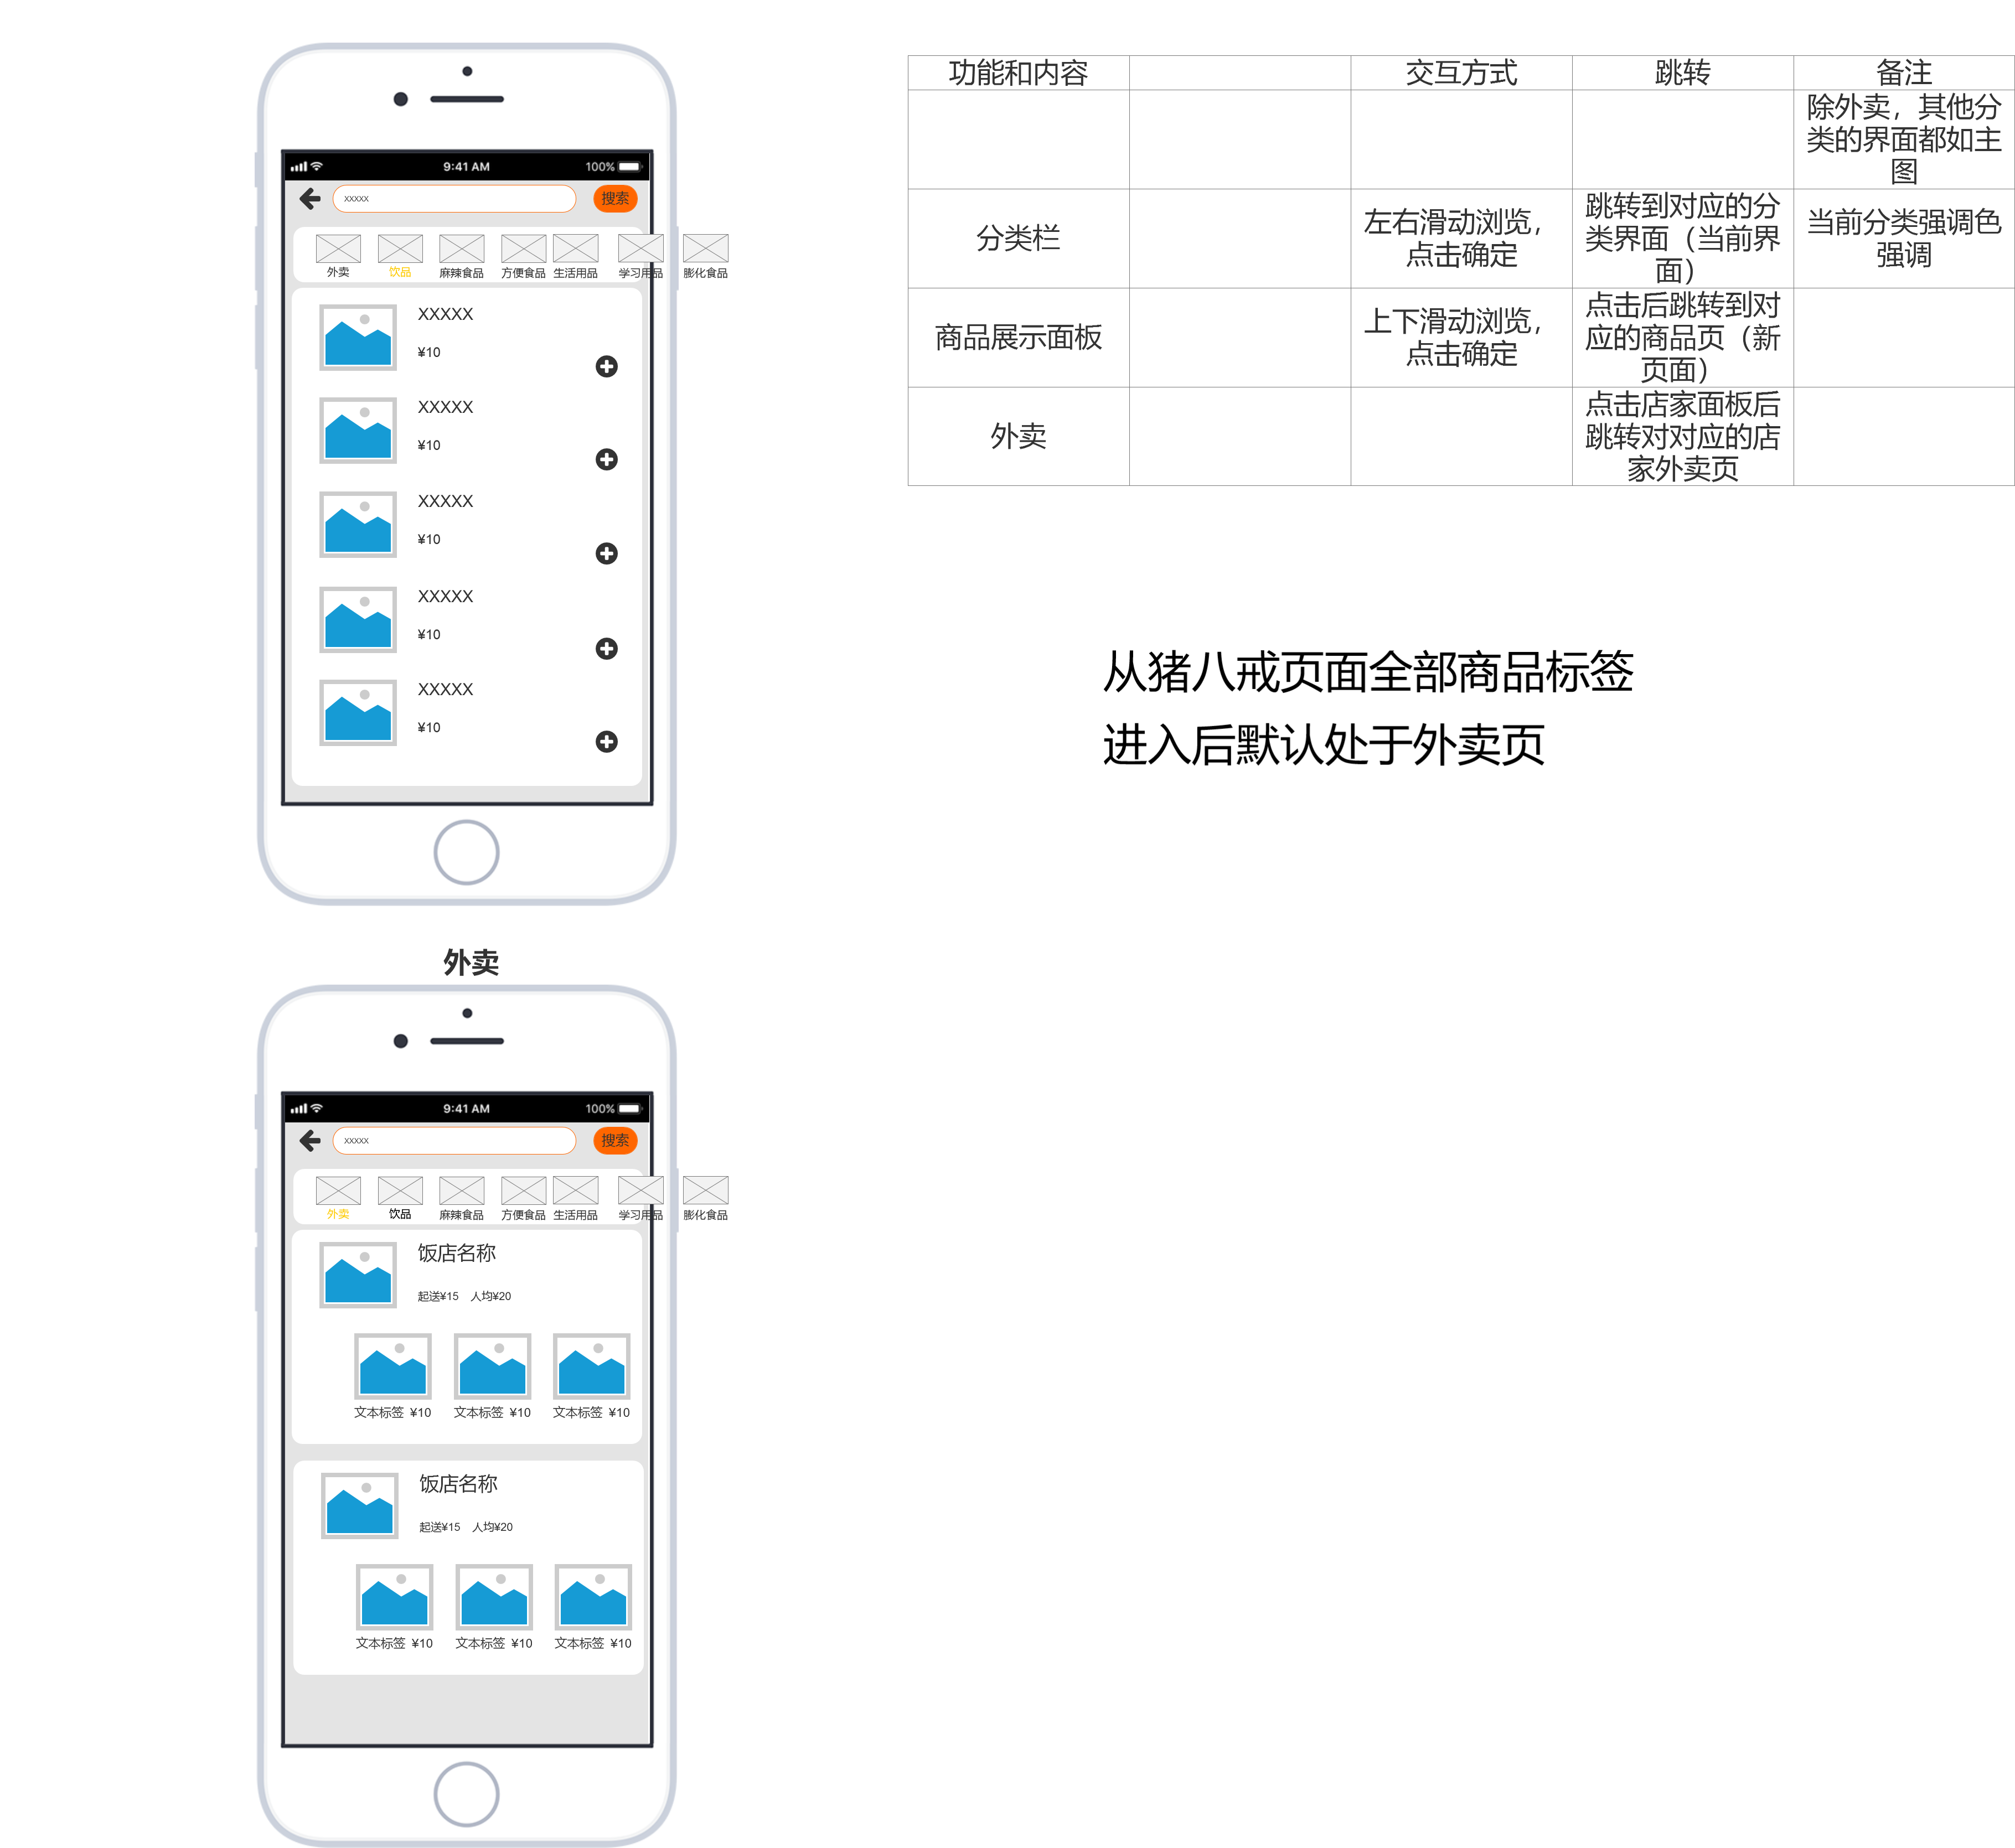 9:41 AM 100%
xxxxx 搜索
外卖 饮品 麻辣食品 方便食品 生活用品 学习用品 膨化食品
XXXXX
¥10
XXXXX
¥10
XXXXX
¥10
XXXXX
¥10
XXXXX
¥10
功能和内容 交互方式 跳转 备注
除外卖，其他分
类的界面都如主
图
分类栏
左右滑动浏览，
点击确定
跳转到对应的分
类界面（当前界
面）
当前分类强调色
强调
商品展示面板
上下滑动浏览，
点击确定
点击后跳转到对
应的商品页（新
页面）
外卖
点击店家面板后
跳转对对应的店
家外卖页
从猪八戒页面全部商品标签
进入后默认处于外卖页
外卖
9:41 AM 100%
xxxxx 搜索
外卖 饮品 麻辣食品 方便食品 生活用品 学习用品 膨化食品
饭店名称
起送¥15 人均¥20
文本标签 ¥10 文本标签 ¥10 文本标签 ¥10
饭店名称
起送¥15 人均¥20
文本标签 ¥10 文本标签 ¥10 文本标签 ¥10